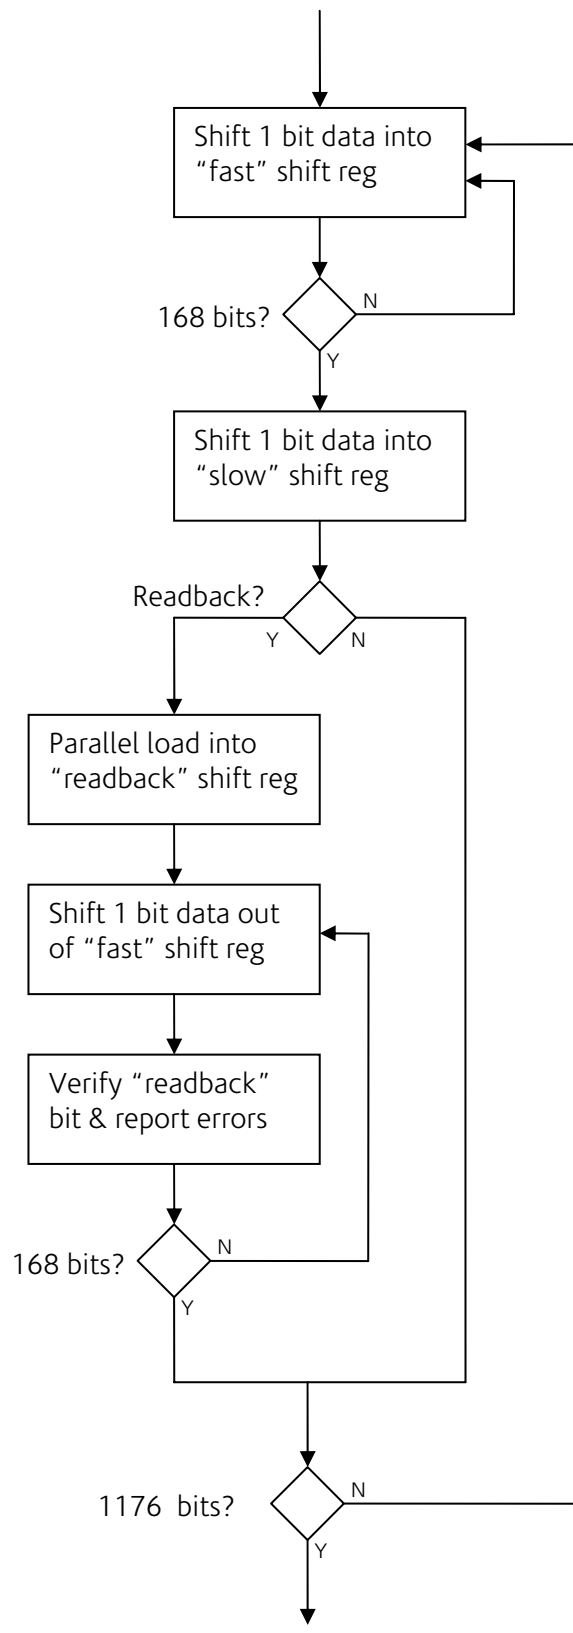 Shift 1 bit data into
“fast” shift reg
N
168 bits?
Y
Shift 1 bit data into
“slow” shift reg
Readback?
Y
N
Parallel load into
“readback” shift reg
Shift 1 bit data out
of “fast” shift reg
Verify “readback”
bit & report errors
N
168 bits?
Y
N
1176 bits?
Y